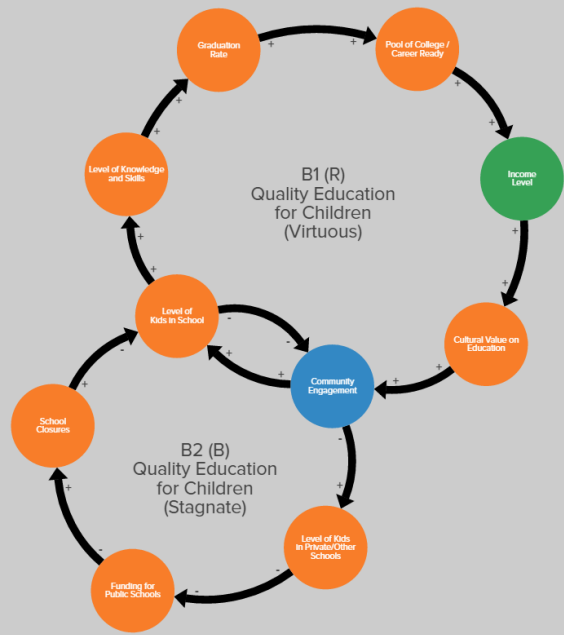 Graduation
Rate
Pool of College /
Career Ready
Level of Knowledge
and Skills
Income
Level
B1 (R)
Quality Education
for Children
(Virtuous)
Level of
Kids in School
Cultural Value on
Education
Community
Engagement
School
Closures
B2 (B)
Quality Education
for Children
(Stagnate)
Level of Kids
in Private/Other
Schools
Funding for
Public Schools
+
+
+
+
+
+
+
+
+
+
+
+
-
-
+
+
-
+
-
-
-
+
+
-